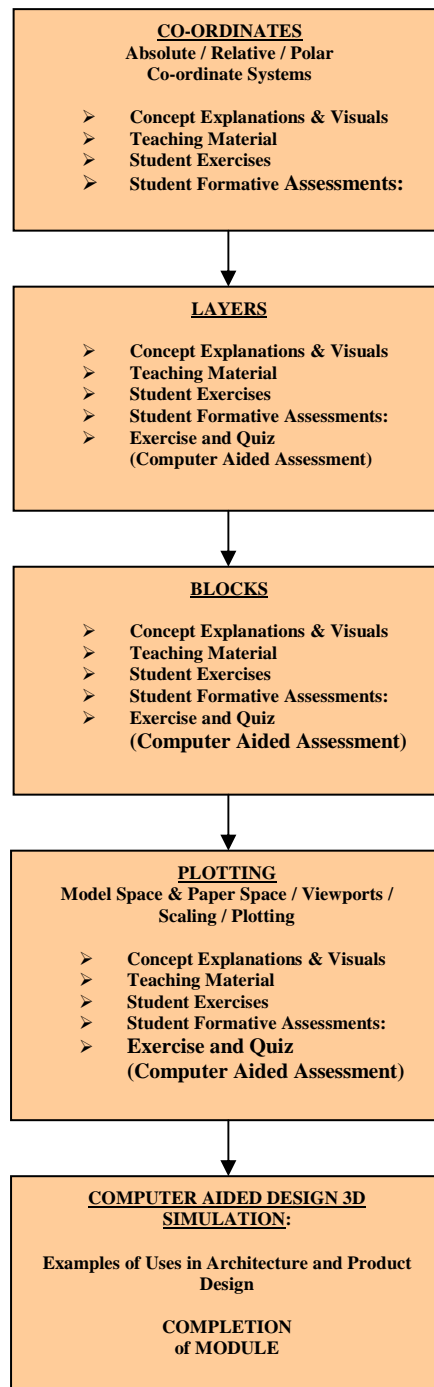 CO-ORDINATES
Absolute / Relative / Polar
Co-ordinate Systems
➢ Concept Explanations & Visuals
➢ Teaching Material
➢ Student Exercises
➢ Student Formative Assessments:
LAYERS
➢ Concept Explanations & Visuals
➢ Teaching Material
➢ Student Exercises
➢ Student Formative Assessments:
➢ Exercise and Quiz
(Computer Aided Assessment)
BLOCKS
➢ Concept Explanations & Visuals
➢ Teaching Material
➢ Student Exercises
➢ Student Formative Assessments:
➢ Exercise and Quiz
(Computer Aided Assessment)
PLOTTING
Model Space & Paper Space / Viewports /
Scaling / Plotting
➢ Concept Explanations & Visuals
➢ Teaching Material
➢ Student Exercises
➢ Student Formative Assessments:
➢ Exercise and Quiz
(Computer Aided Assessment)
COMPUTER AIDED DESIGN 3D
SIMULATION:
Examples of Uses in Architecture and Product
Design
COMPLETION
of MODULE